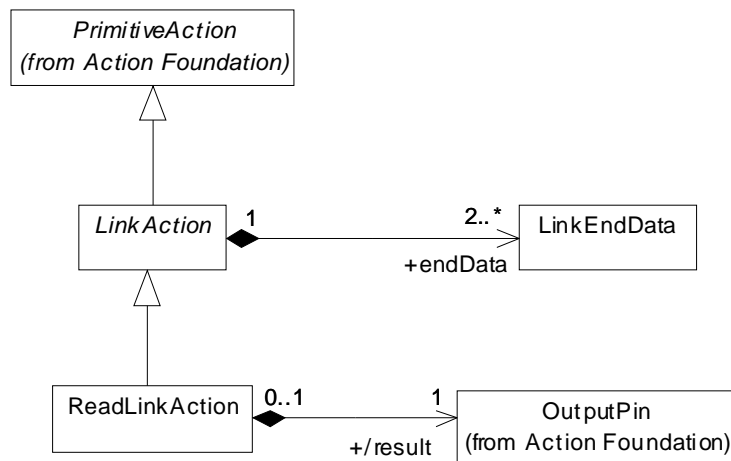 PrimitiveAction
(from Action Foundation)
LinkAction
1
2..*
LinkEndData
+endData
ReadLinkAction
0..1
1
OutputPin
(from Action Foundation)
+/result